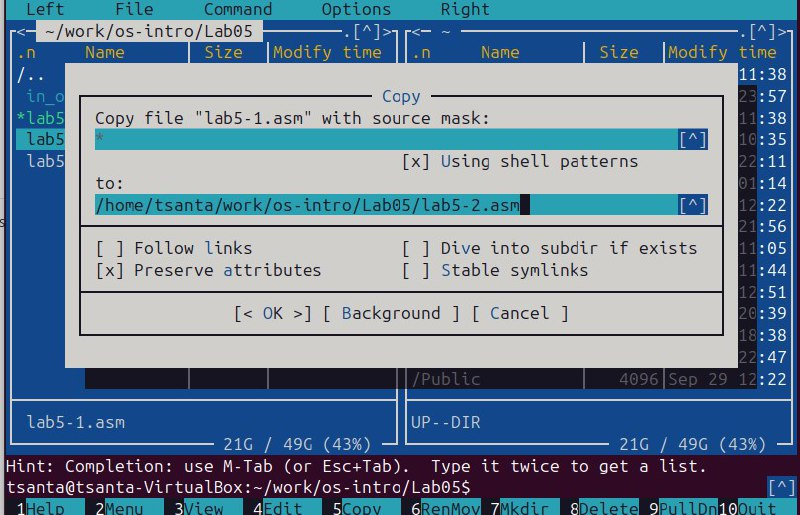 Left File Command Options Right
<─ ~/work/os-intro/Lab05 .[^]> <─ ~ .[^]>
.n Name Size Modify time .n Name Size Modify time
/.. 11:38
in_o 23:57
*lab5 11:38
lab5 10:35
lab5 22:11
01:14
12:22
21:56
11:05
11:44
12:51
20:39
18:38
22:47
Copy
Copy file "lab5-1.asm" with source mask:
* [^]
[x] Using shell patterns
to:
/home/tsanta/work/os-intro/Lab05/lab5-2.asm [^]
[ ] Follow links [ ] Dive into subdir if exists
[x] Preserve attributes [ ] Stable symlinks
[< OK >] [ Background ] [ Cancel ]
/Public 4096 Sep 29 12:22
lab5-1.asm UP--DIR
21G / 49G (43%) 21G / 49G (43%)
Hint: Completion: use M-Tab (or Esc+Tab). Type it twice to get a list.
tsanta@tsanta-VirtualBox:~/work/os-intro/Lab05$ [^]
1Help 2Menu 3View 4Edit 5Copy 6RenMov 7Mkdir 8Delete 9PullDn 10Quit